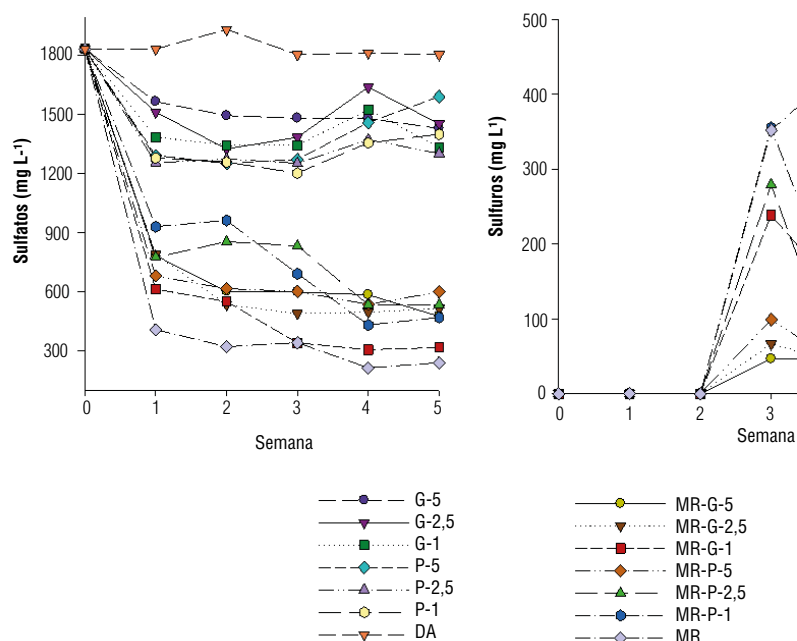 Sulfatos (mg L-1)
1800
1500
1200
900
600
300
0 1 2 3 4 5
Semana
Sulfuros (mg L1)
500
400
300
200
100
0
0 1 2 3
Semana
G-5
G-2,5
G-1
P-5
P-2,5
P-1
DA
MR-G-5
MR-G-2,5
MR-G-1
MR-P-5
MR-P-2,5
MR-P-1
MR